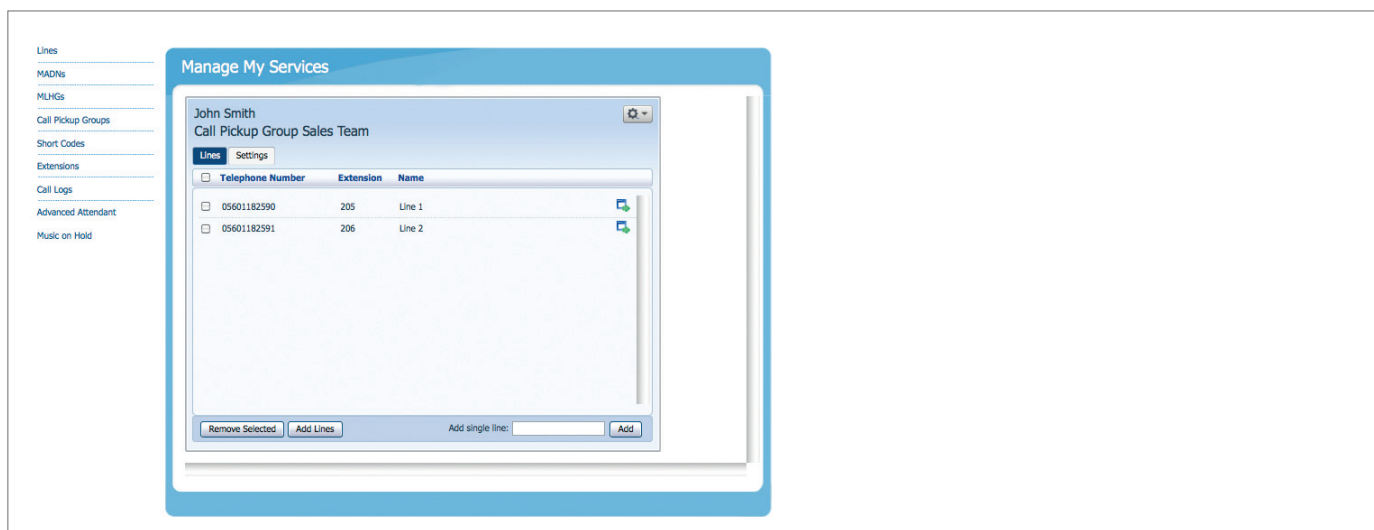 Lines
MADNs
MLHGs
Call Pickup Groups
Short Codes
Extensions
Call Logs
Advanced Attendant
Music on Hold
Manage My Services
John Smith
Call Pickup Group Sales Team
Lines Settings
Telephone Number Extension Name
05601182590 205 Line 1
05601182591 206 Line 2
Remove Selected Add Lines Add single line: Add